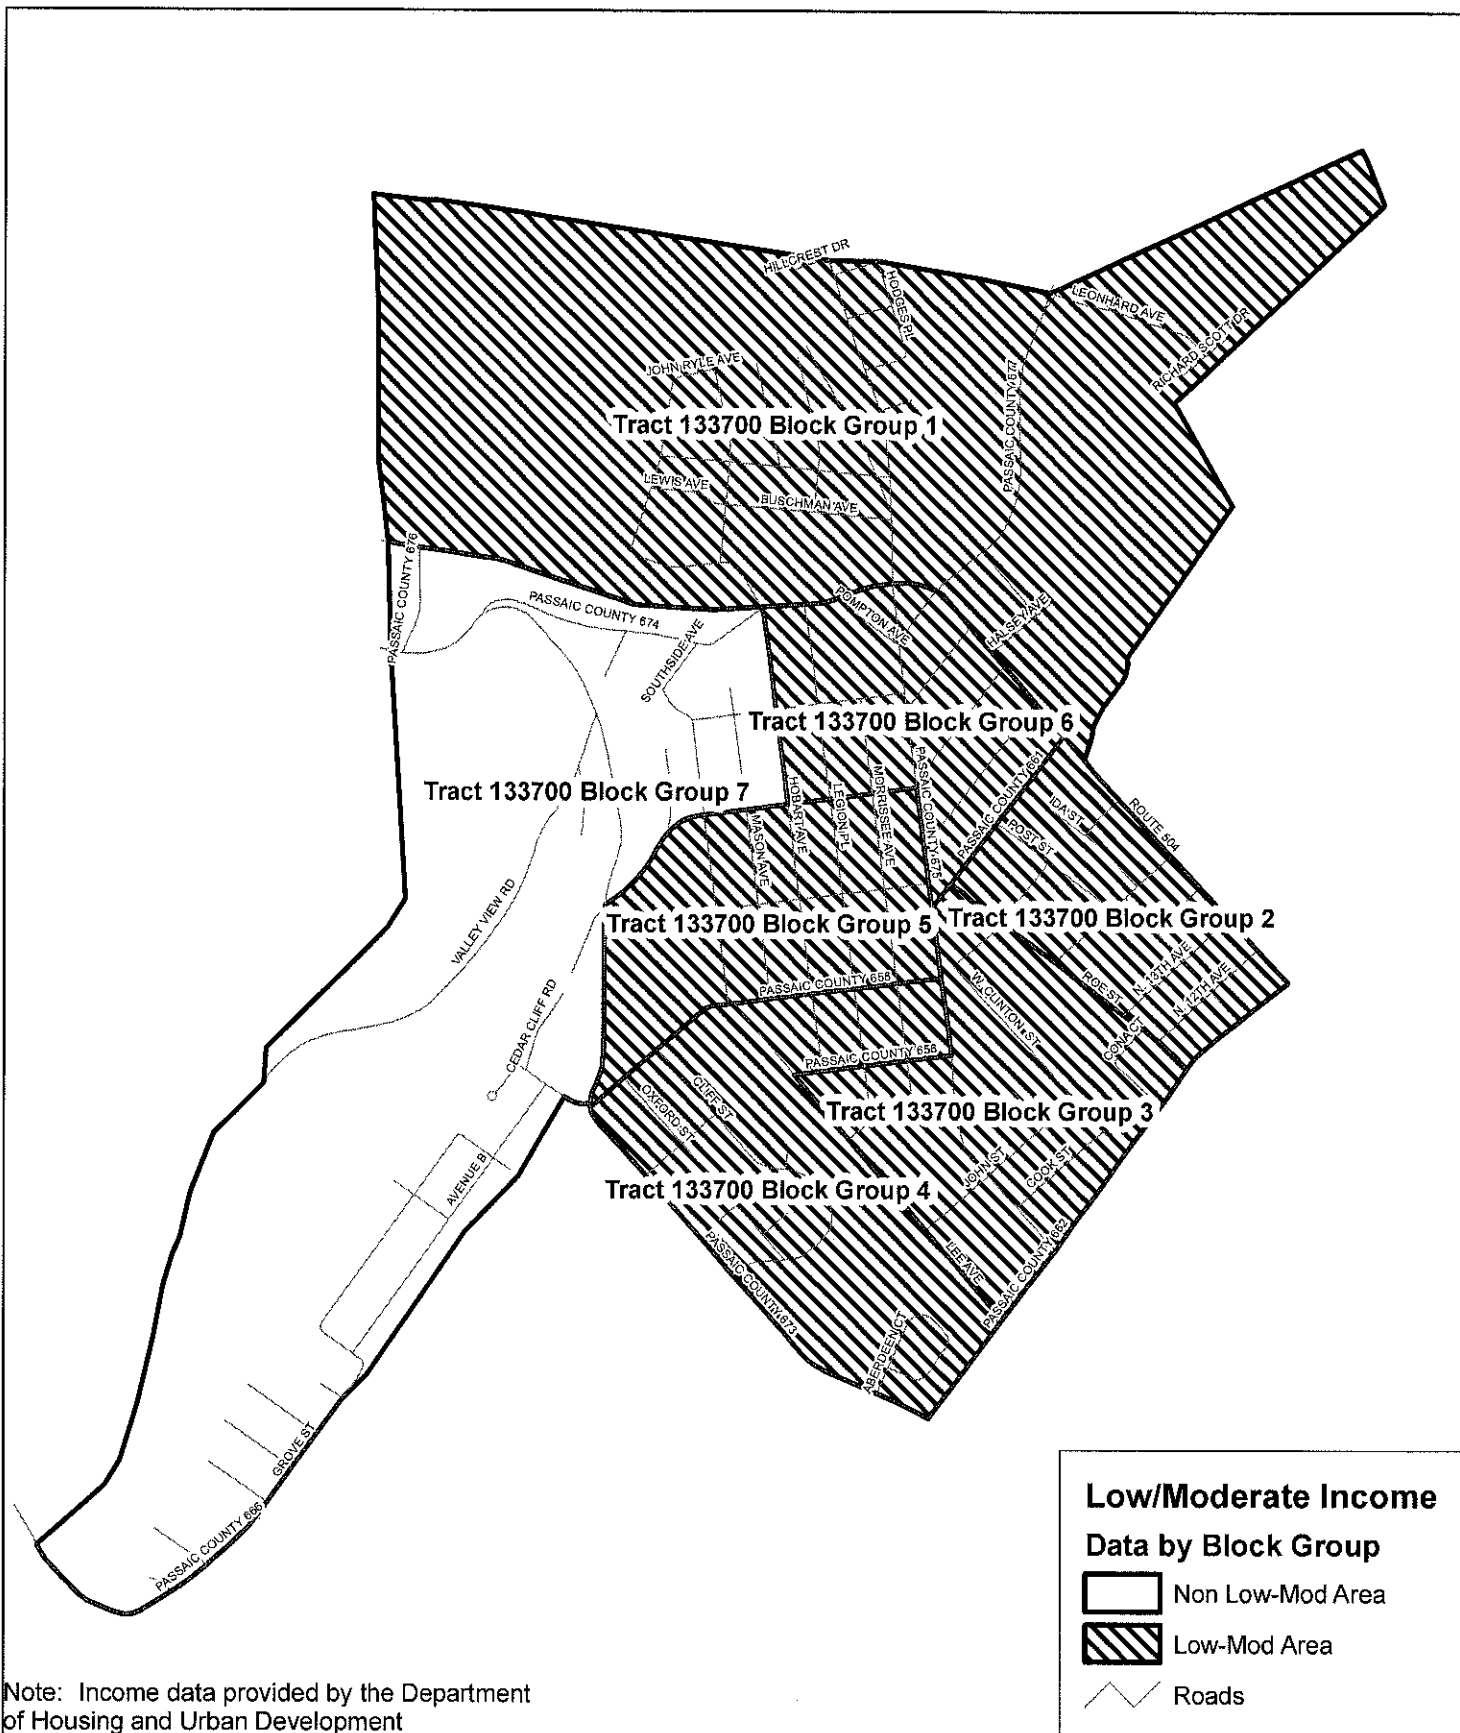 HILLCREST DR
HODGES PL
LEONHARD AVE
RICHARD SCOTT DR
JOHN RYLE AVE
PASSAIC COUNTY 677
Tract 133700 Block Group 1
LEWIS AVE
BUSCHMAN AVE
PASSAIC COUNTY 676
PASSAIC COUNTY 674
POMPTON AVE
HALSEY AVE
SOUTHSIDE AVE
Tract 133700 Block Group 6
Tract 133700 Block Group 7
HOBART AVE
LEGION PL
MORRISSEE AVE
PASSAIC COUNTY 675
PASSAIC COUNTY 661
MASON AVE
IDA ST
POST ST
ROUTE 504
VALLEY VIEW RD
Tract 133700 Block Group 5
Tract 133700 Block Group 2
PASSAIC COUNTY 658
W. CLINTON ST
ROE ST
N. 13TH AVE
N. 12TH AVE
CONA CT
CEDAR CLIFF RD
PASSAIC COUNTY 658
OXFORD ST
CLIFF ST
Tract 133700 Block Group 3
AVENUE B
JOHN ST
COOK ST
Tract 133700 Block Group 4
PASSAIC COUNTY 673
LEE AVE
PASSAIC COUNTY 662
ABERDEEN CT
GROVE ST
PASSAIC COUNTY 666
Low/Moderate Income
Data by Block Group
Non Low-Mod Area
Low-Mod Area
Roads
Note: Income data provided by the Department
of Housing and Urban Development